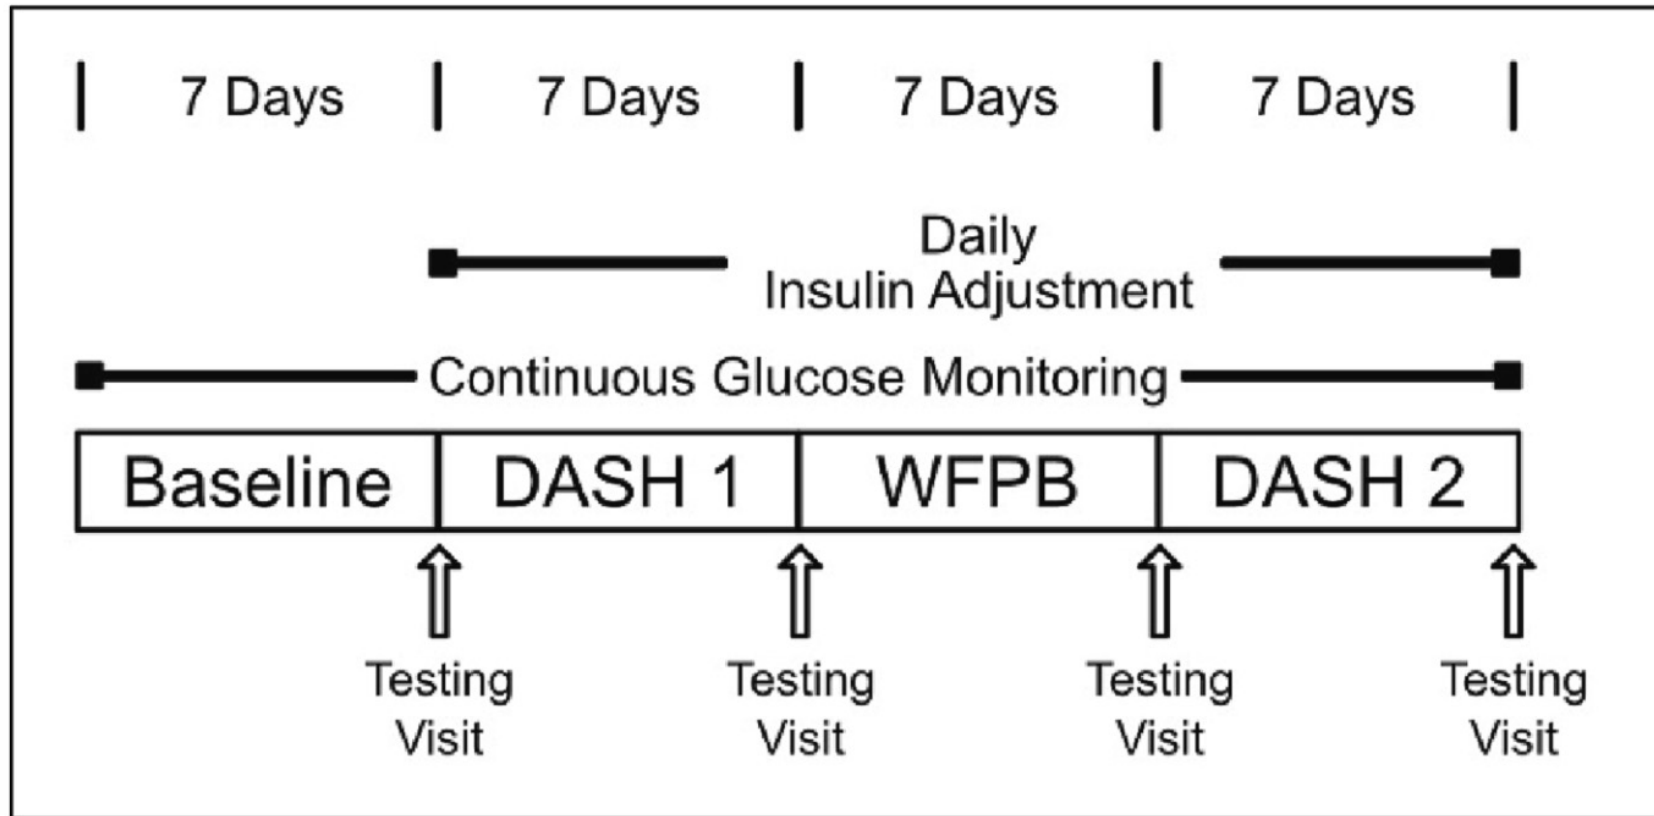 7 Days 7 Days 7 Days 7 Days
Daily
Insulin Adjustment
Continuous Glucose Monitoring
Baseline DASH 1 WFPB DASH 2
Testing Testing Testing Testing
Visit Visit Visit Visit